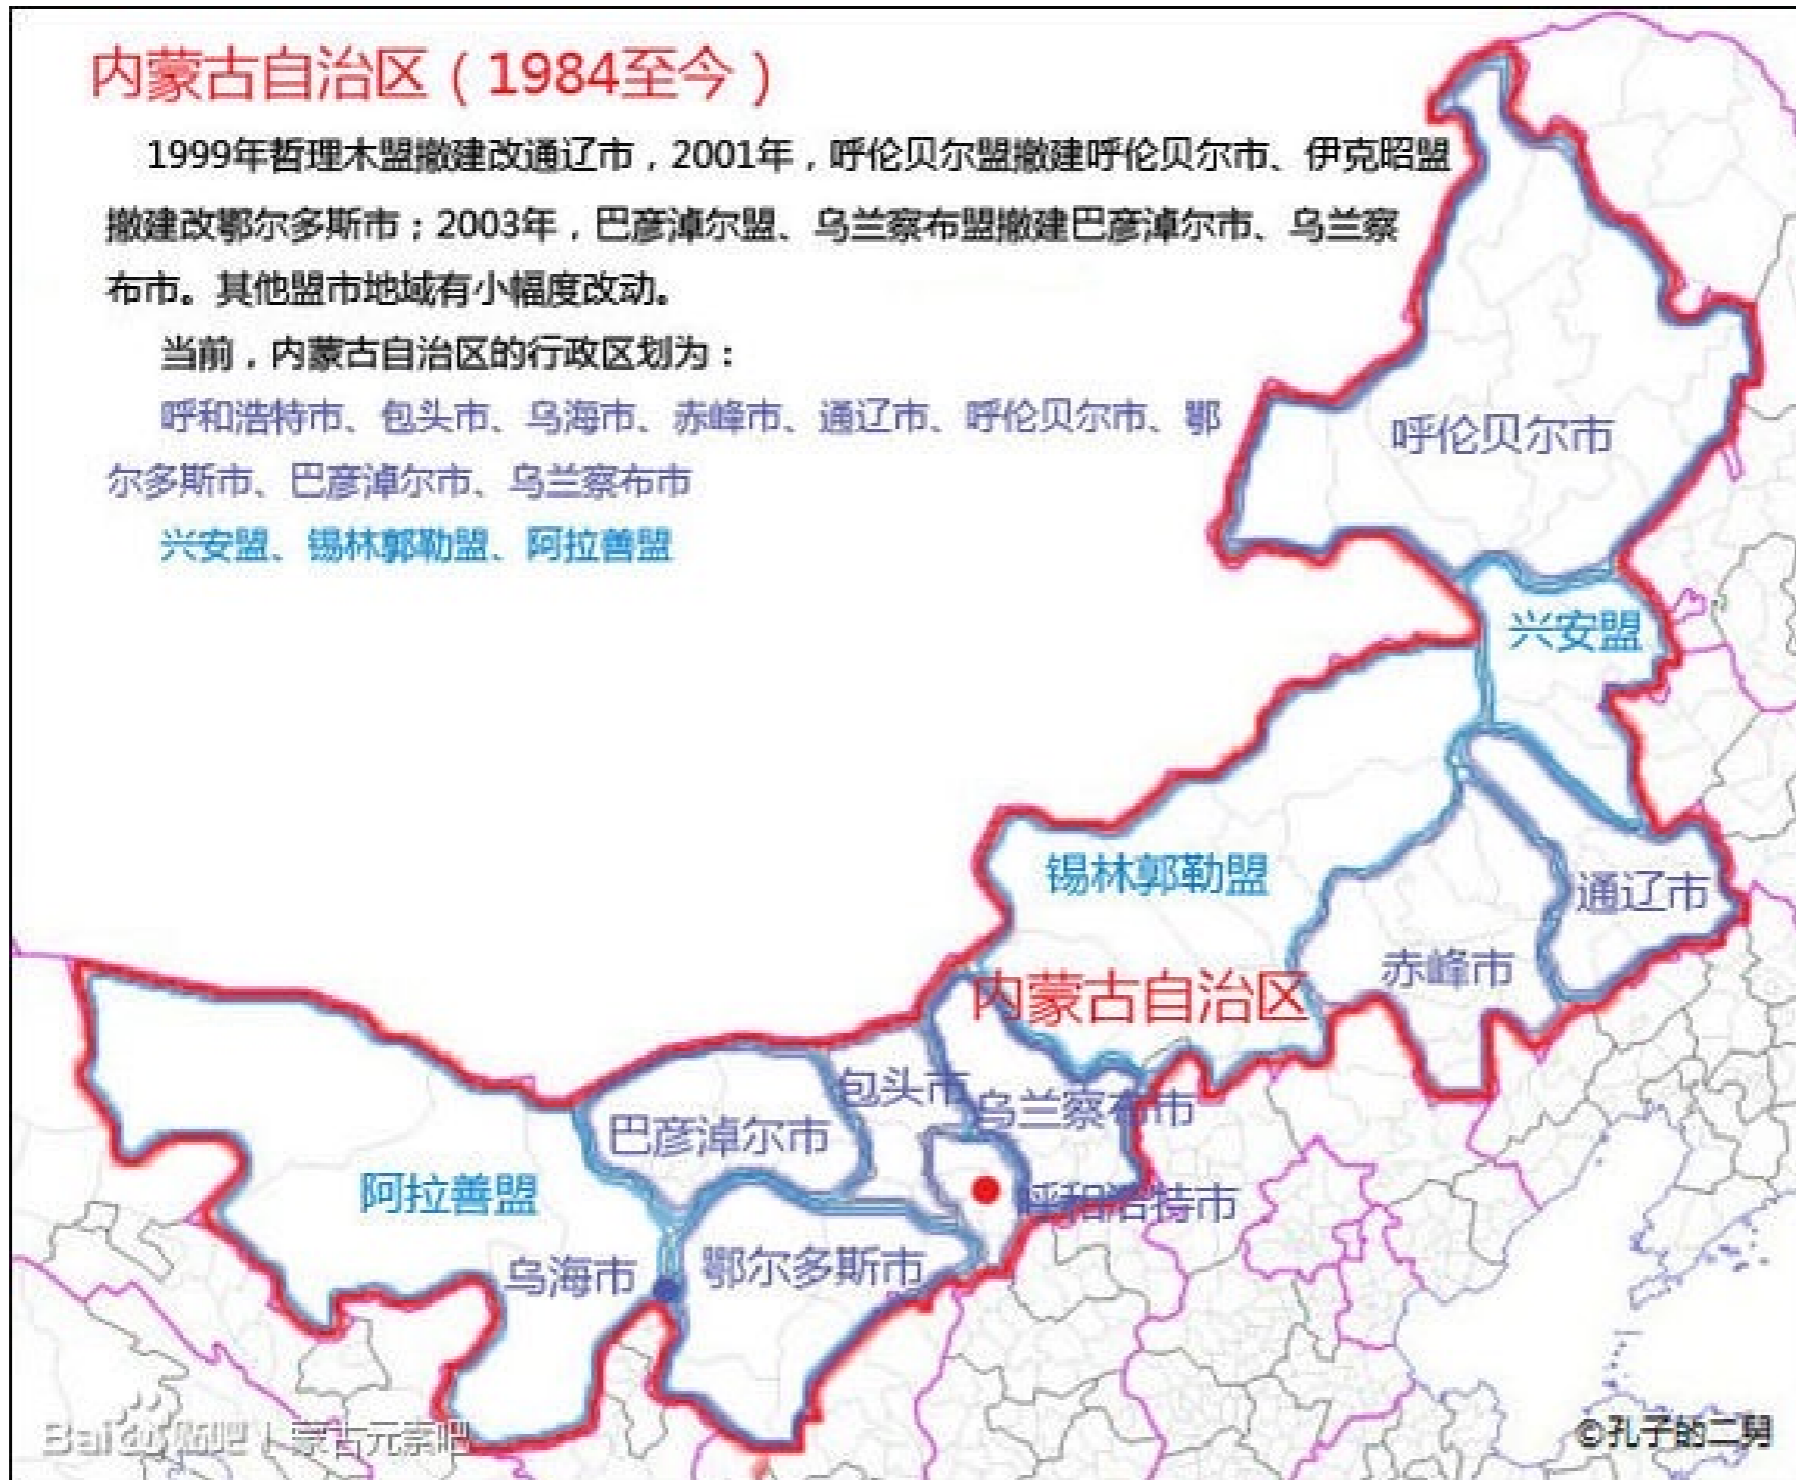 内蒙古自治区（1984至今）
1999年哲理木盟撤建改通辽市，2001年，呼伦贝尔盟撤建呼伦贝尔市、伊克昭盟
撤建改鄂尔多斯市；2003年，巴彦淖尔盟、乌兰察布盟撤建巴彦淖尔市、乌兰察
布市。其他盟市地域有小幅度改动。
当前，内蒙古自治区的行政区划为：
呼和浩特市、包头市、乌海市、赤峰市、通辽市、呼伦贝尔市、鄂
尔多斯市、巴彦淖尔市、乌兰察布市
兴安盟、锡林郭勒盟、阿拉善盟
呼伦贝尔市
兴安盟
锡林郭勒盟
通辽市
赤峰市
内蒙古自治区
包头市
乌兰察布市
巴彦淖尔市
阿拉善盟
呼和浩特市
乌海市
鄂尔多斯市
Bai 贴吧 | 蒙古元素吧
©孔子的二舅